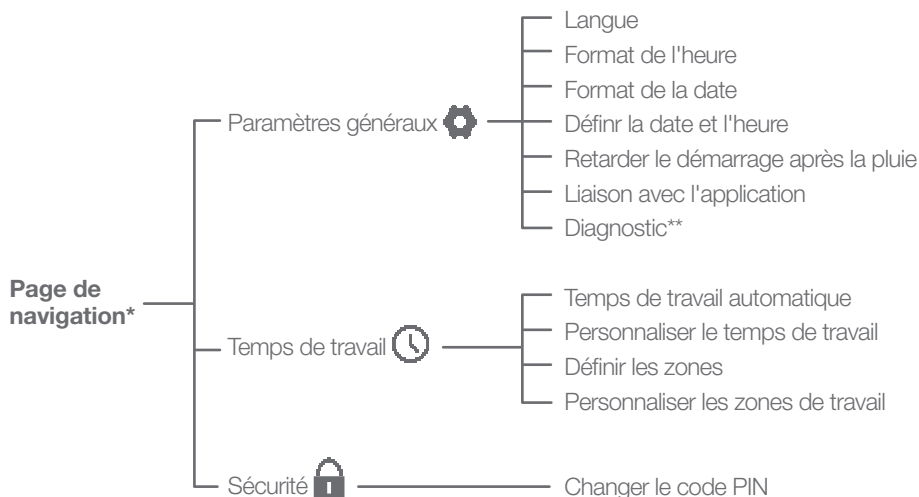 Langue
Format de l'heure
Format de la date
Paramètres généraux
Définr la date et l'heure
Retarder le démarrage après la pluie
Liaison avec l'application
Diagnostic**
Page de
navigation*
Temps de travail automatique
Personnaliser le temps de travail
Temps de travail
Définir les zones
Personnaliser les zones de travail
Sécurité
Changer le code PIN